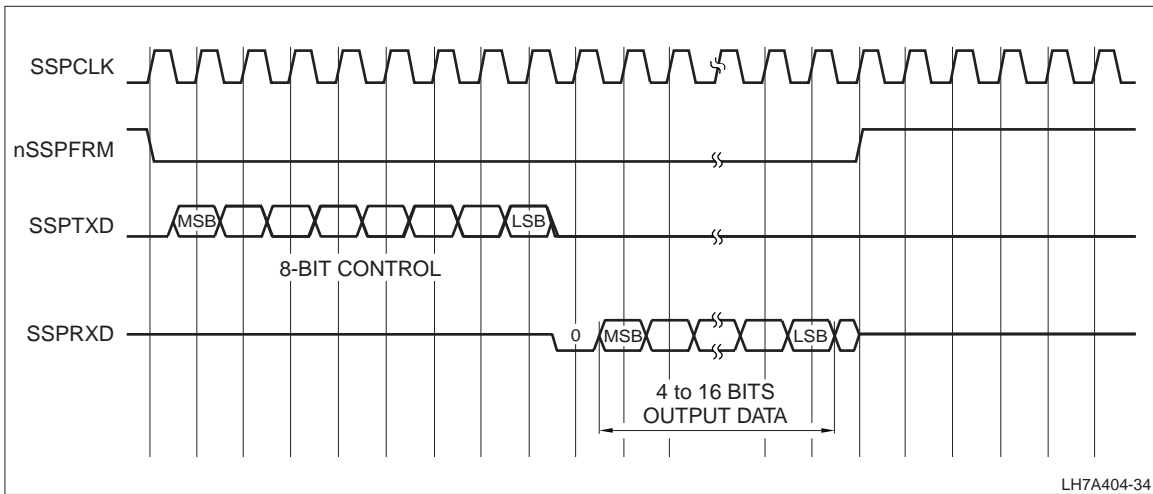 SSPCLK
nSSPFRM
SSPTXD
MSB
LSB
8-BIT CONTROL
SSPRXD
0
MSB
LSB
4 to 16 BITS
OUTPUT DATA
LH7A404-34